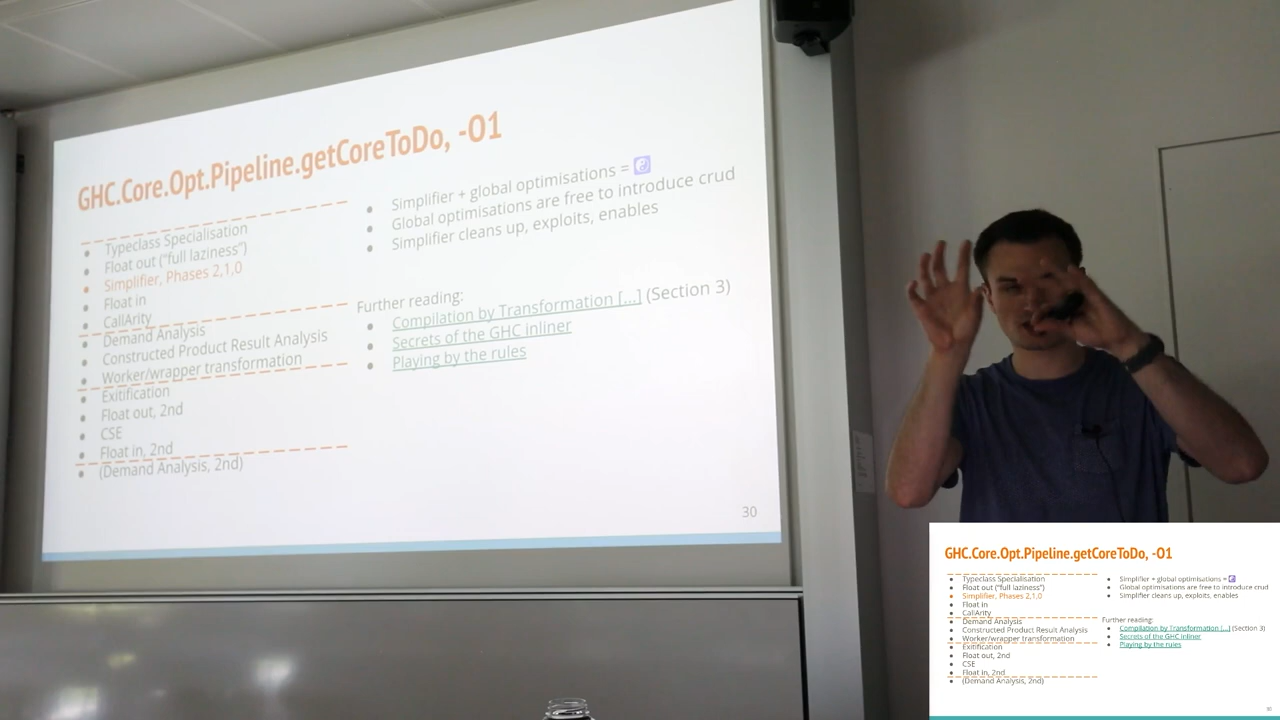 GHC.Core.Opt.Pipeline.getCoreToDo, -O1
Typeclass Specialisation
Float out ("full laziness")
Simplifier, Phases 2,1,0
Float in
CallArity
Demand Analysis
Constructed Product Result Analysis
Worker/wrapper transformation
Exitification
Float out, 2nd
CSE
Float in, 2nd
(Demand Analysis, 2nd)
Simplifier + global optimisations = ☯
Global optimisations are free to introduce crud
Simplifier cleans up, exploits, enables
Further reading:
Compilation by Transformation [...] (Section 3)
Secrets of the GHC inliner
Playing by the rules
30
GHC.Core.Opt.Pipeline.getCoreToDo, -O1
Typeclass Specialisation
Float out ("full laziness")
Simplifier, Phases 2,1,0
Float in
CallArity
Demand Analysis
Constructed Product Result Analysis
Worker/wrapper transformation
Exitification
Float out, 2nd
CSE
Float in, 2nd
(Demand Analysis, 2nd)
Simplifier + global optimisations = ☯
Global optimisations are free to introduce crud
Simplifier cleans up, exploits, enables
Further reading:
Compilation by Transformation [...] (Section 3)
Secrets of the GHC inliner
Playing by the rules
30